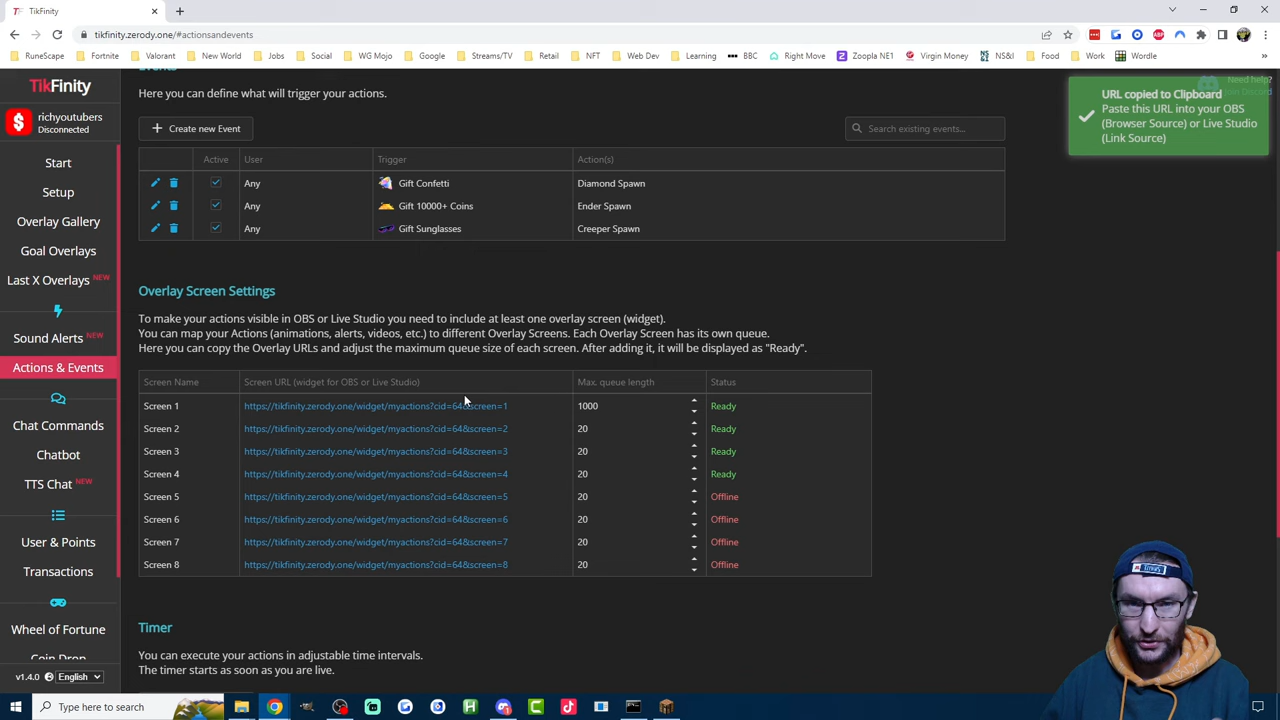 TikFinity
tikfinity.zerody.one/#actionsandevents
RuneScape
Fortnite
Valorant
New World
Jobs
Social
WG Mojo
Google
Streams/TV
Retail
NFT
Web Dev
Learning
BBC
Right Move
Zoopla NE1
Virgin Money
NS&I
Food
Work
Wordle
TikFinity
richyoutubers
Disconnected
Start
Setup
Overlay Gallery
Goal Overlays
Last X Overlays NEW
Sound Alerts NEW
Actions & Events
Chat Commands
Chatbot
TTS Chat NEW
User & Points
Transactions
Wheel of Fortune
Coin Drop
v1.4.0 English
Events
Here you can define what will trigger your actions.
Create new Event
Search existing events...
Active User Trigger Action(s)
Any Gift Confetti Diamond Spawn
Any Gift 10000+ Coins Ender Spawn
Any Gift Sunglasses Creeper Spawn
Overlay Screen Settings
To make your actions visible in OBS or Live Studio you need to include at least one overlay screen (widget).
You can map your Actions (animations, alerts, videos, etc.) to different Overlay Screens. Each Overlay Screen has its own queue.
Here you can copy the Overlay URLs and adjust the maximum queue size of each screen. After adding it, it will be displayed as "Ready".
Screen Name Screen URL (widget for OBS or Live Studio) Max. queue length Status
Screen 1 https://tikfinity.zerody.one/widget/myactions?cid=64&screen=1 1000 Ready
Screen 2 https://tikfinity.zerody.one/widget/myactions?cid=64&screen=2 20 Ready
Screen 3 https://tikfinity.zerody.one/widget/myactions?cid=64&screen=3 20 Ready
Screen 4 https://tikfinity.zerody.one/widget/myactions?cid=64&screen=4 20 Ready
Screen 5 https://tikfinity.zerody.one/widget/myactions?cid=64&screen=5 20 Offline
Screen 6 https://tikfinity.zerody.one/widget/myactions?cid=64&screen=6 20 Offline
Screen 7 https://tikfinity.zerody.one/widget/myactions?cid=64&screen=7 20 Offline
Screen 8 https://tikfinity.zerody.one/widget/myactions?cid=64&screen=8 20 Offline
Timer
You can execute your actions in adjustable time intervals.
The timer starts as soon as you are live.
Need help?
Join Discord
URL copied to Clipboard
Paste this URL into your OBS
(Browser Source) or Live Studio
(Link Source)
Type here to search